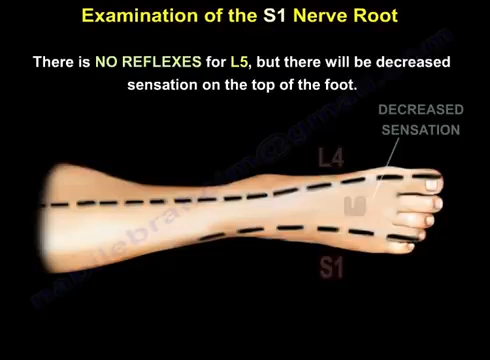 Examination of the S1 Nerve Root
There is NO REFLEXES for L5, but there will be decreased
sensation on the top of the foot.
DECREASED
SENSATION
L4
S1